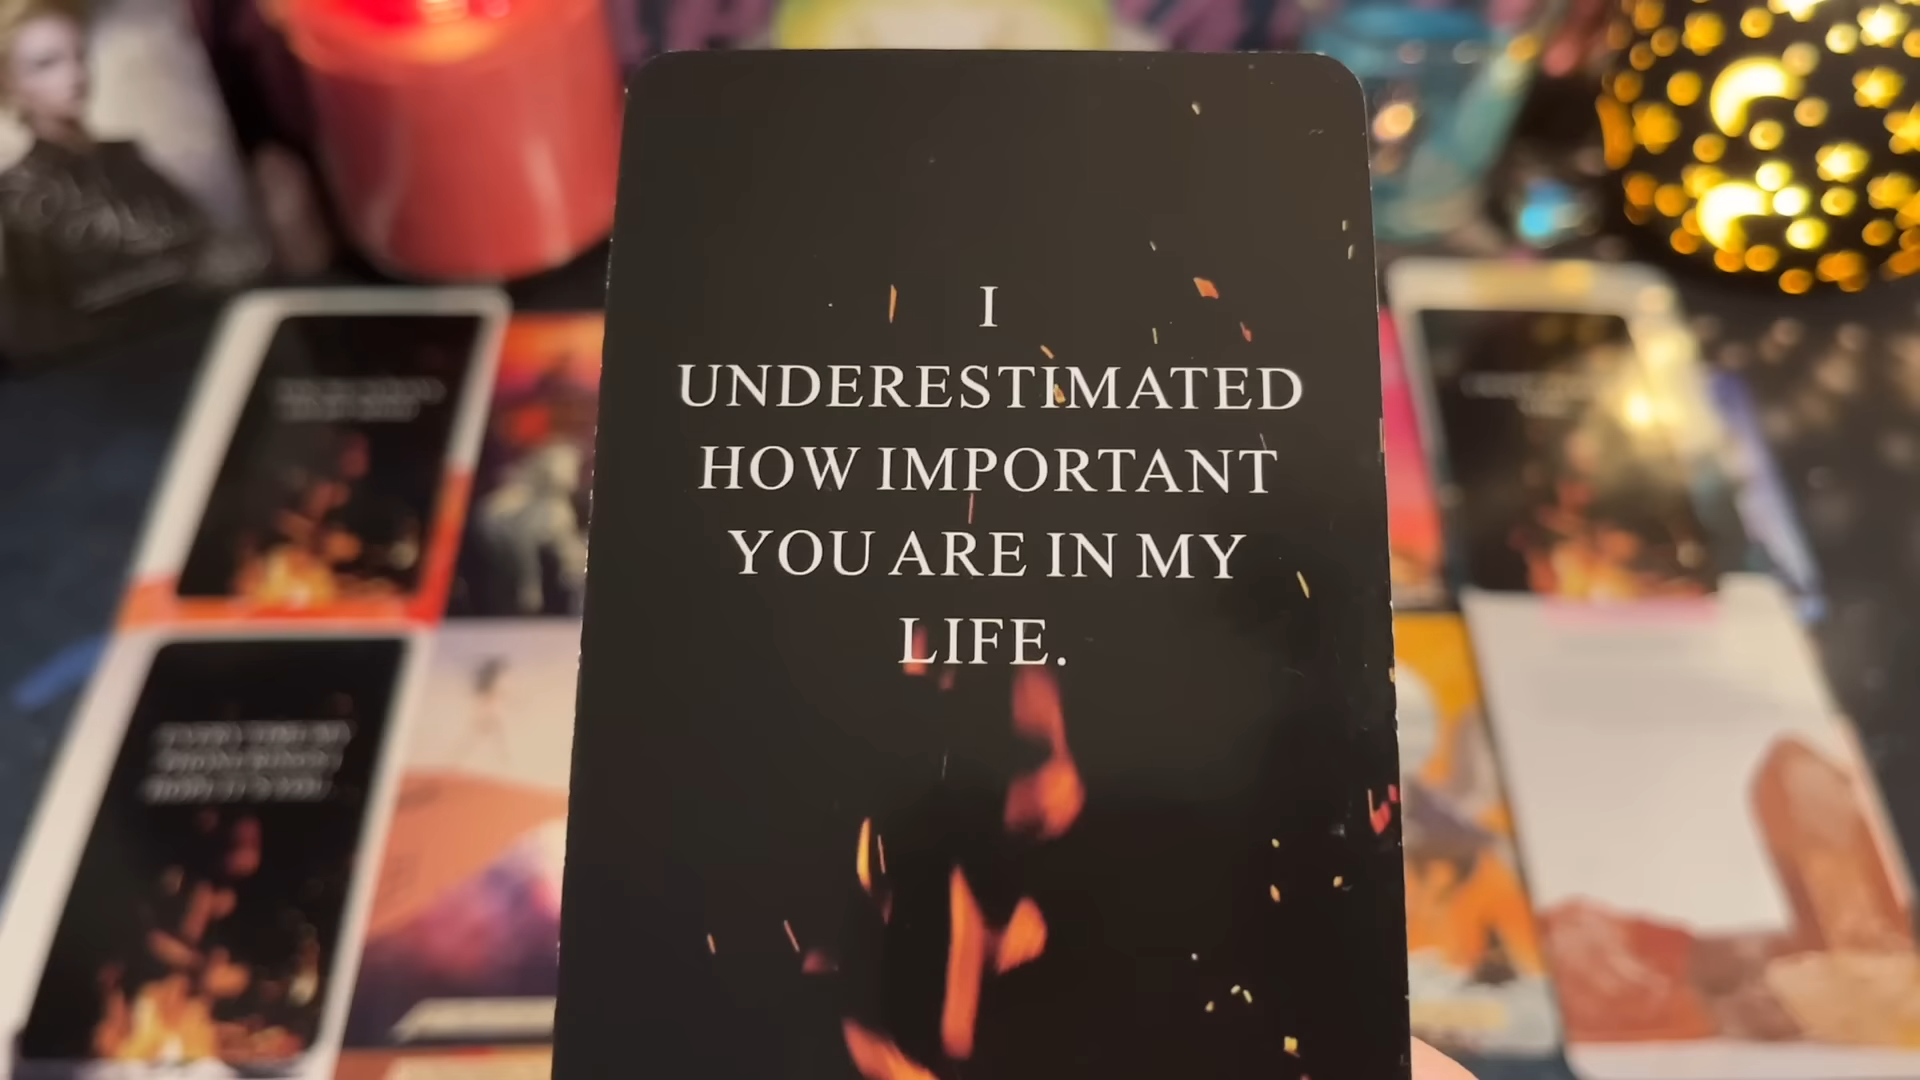 I
UNDERESTIMATED
HOW IMPORTANT
YOU ARE IN MY
LIFE.